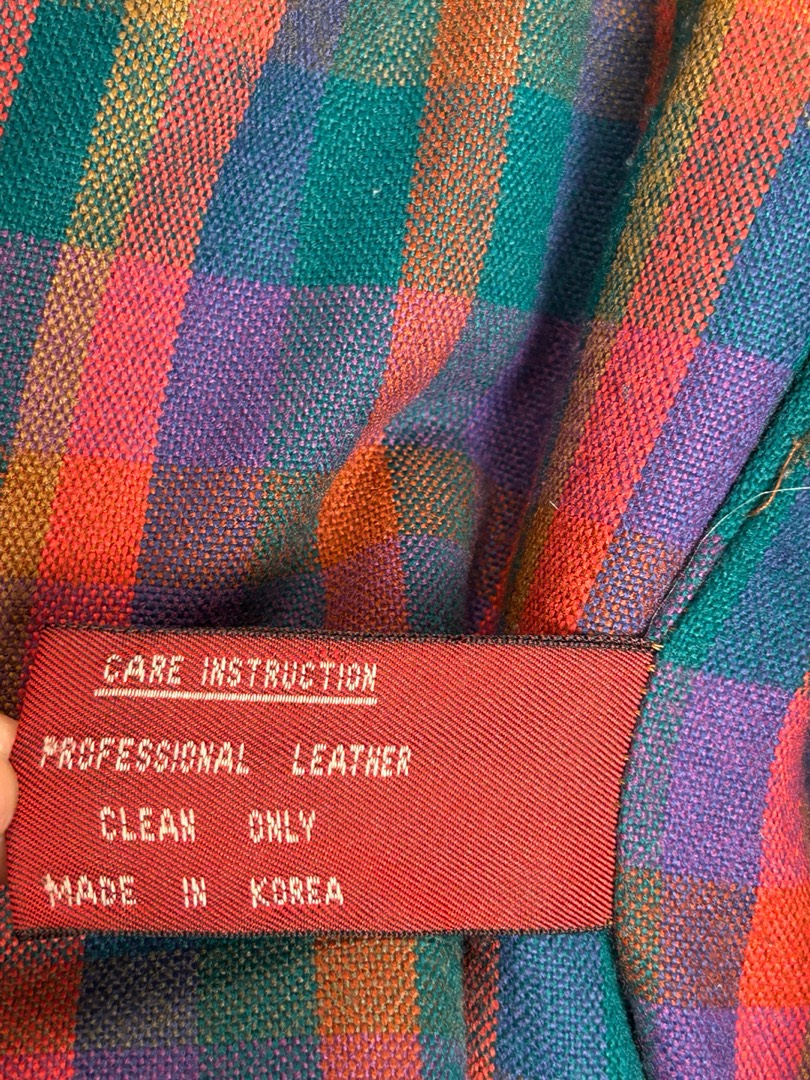 CARE INSTRUCTION
PROFESSIONAL LEATHER
CLEAN ONLY
MADE IN KOREA